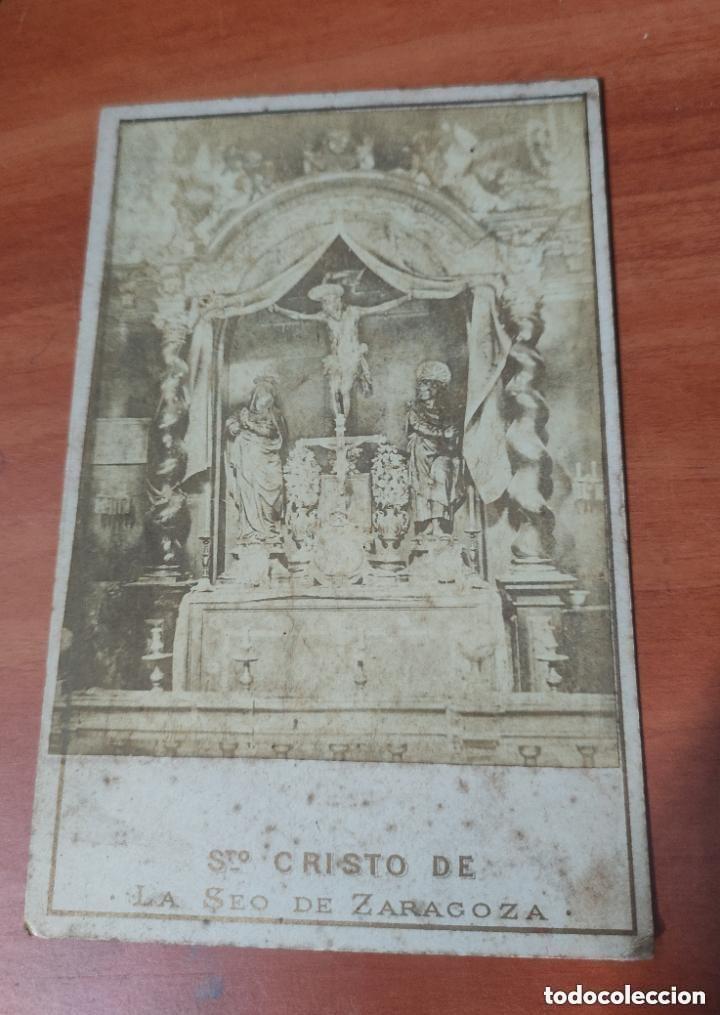 STO CRISTO DE
· LA SEO DE ZARAGOZA ·
todocoleccion